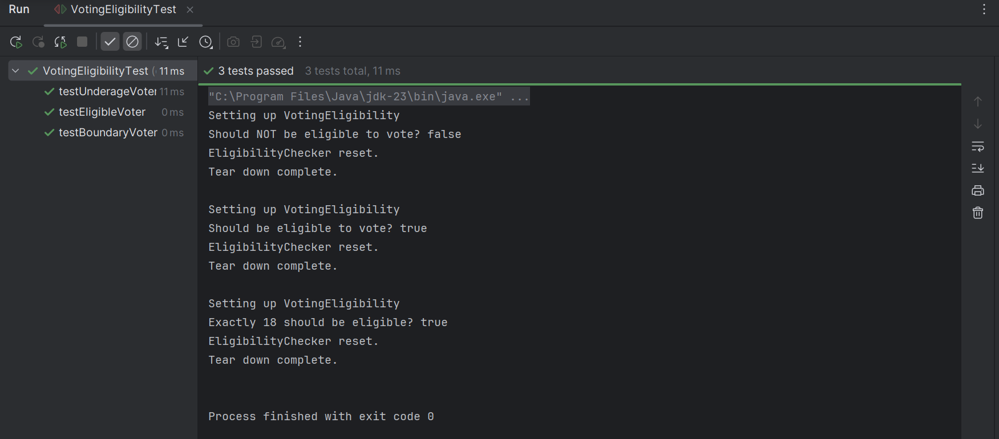 Run VotingEligibilityTest
VotingEligibilityTest ( 11 ms
testUnderageVoter 11 ms
testEligibleVoter 0 ms
testBoundaryVoter 0 ms
3 tests passed 3 tests total, 11 ms
"C:\Program Files\Java\jdk-23\bin\java.exe" ...
Setting up VotingEligibility
Should NOT be eligible to vote? false
EligibilityChecker reset.
Tear down complete.
Setting up VotingEligibility
Should be eligible to vote? true
EligibilityChecker reset.
Tear down complete.
Setting up VotingEligibility
Exactly 18 should be eligible? true
EligibilityChecker reset.
Tear down complete.
Process finished with exit code 0